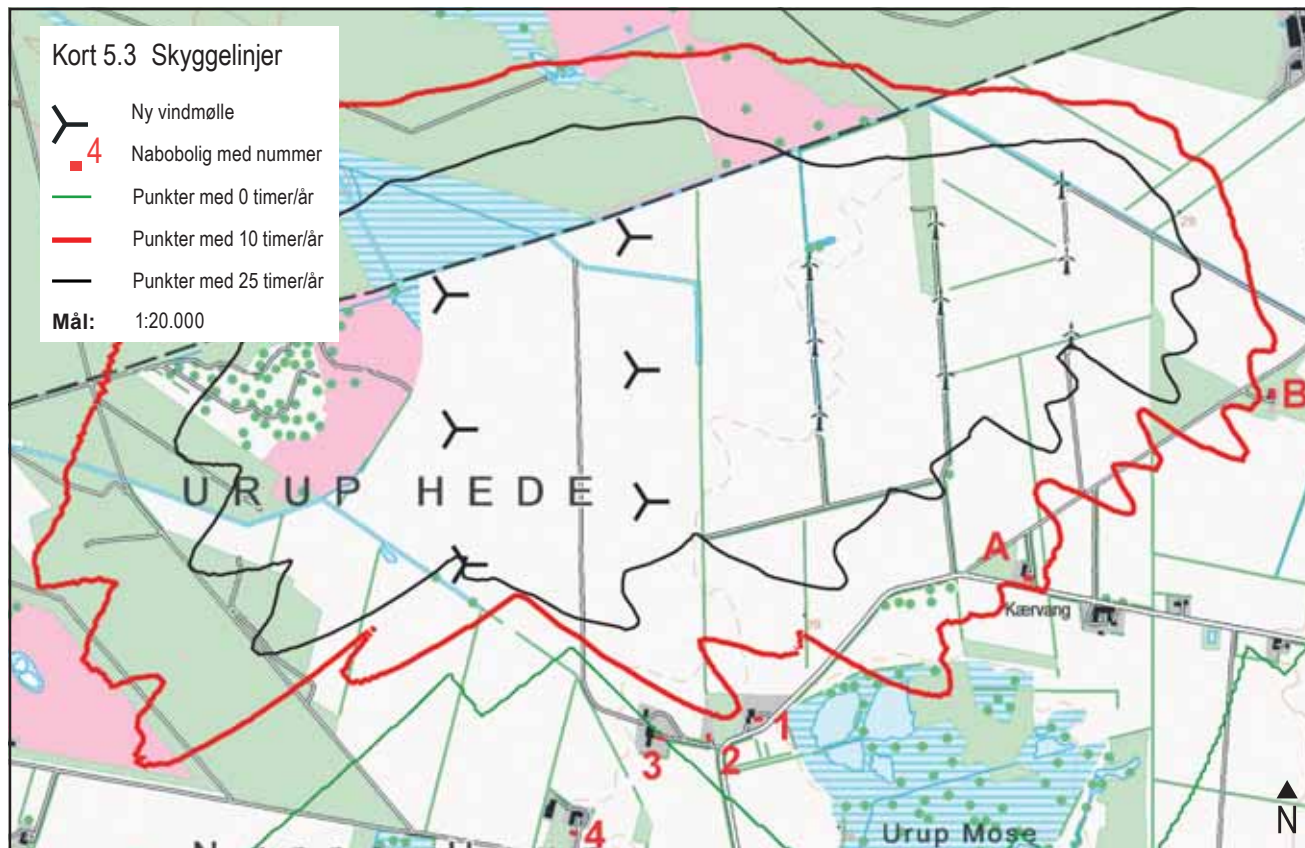 Kort 5.3 Skyggelinjer
Ny vindmølle
4 Nabobolig med nummer
Punkter med 0 timer/år
Punkter med 10 timer/år
Punkter med 25 timer/år
Mål: 1:20.000
28
B
URUP HEDE
A
Kærvang
1
2
3
4
Urup Mose
N